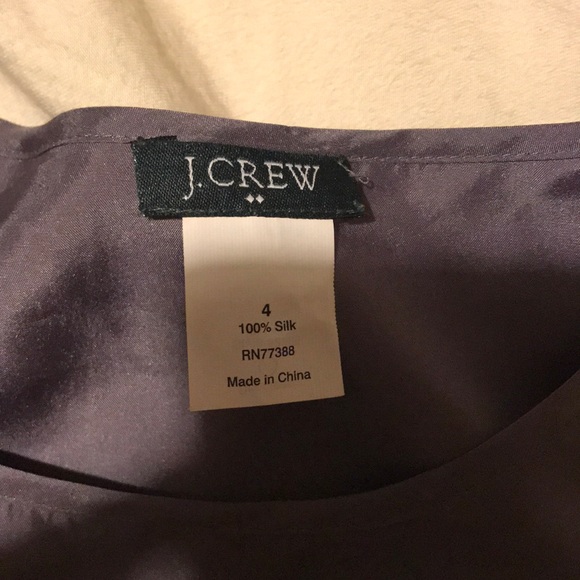 J.CREW
4
100% Silk
RN77388
Made in China